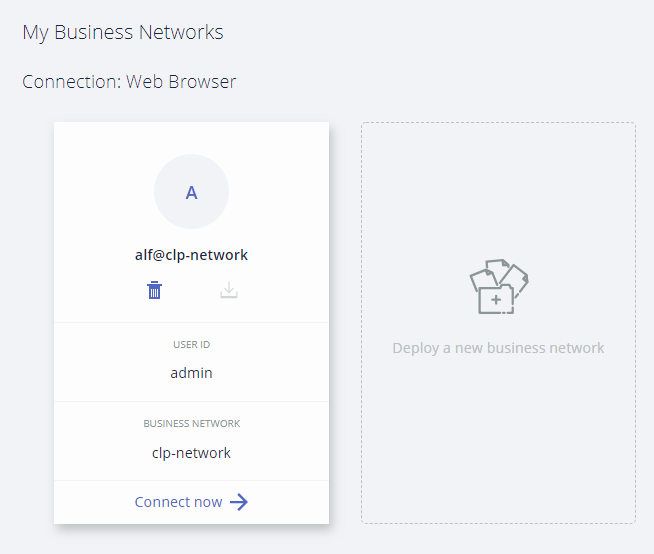 My Business Networks
Connection: Web Browser
A
alf@clp-network
USER ID
admin
BUSINESS NETWORK
clp-network
Connect now
Deploy a new business network